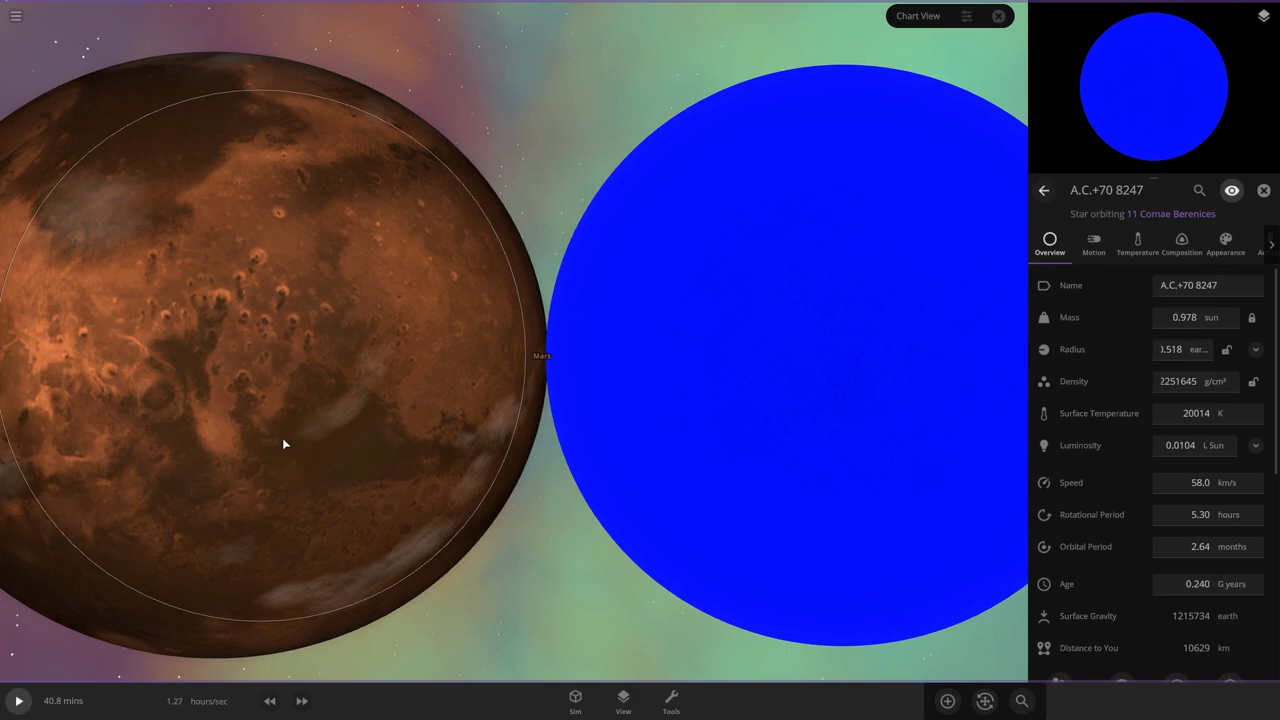 Chart View
Mars
A.C.+70 8247
Star orbiting 11 Comae Berenices
Overview
Motion
Temperature
Composition
Appearance
Name A.C.+70 8247
Mass 0.978 sun
Radius ).518 ear...
Density 2251645 g/cm³
Surface Temperature 20014 K
Luminosity 0.0104 L Sun
Speed 58.0 km/s
Rotational Period 5.30 hours
Orbital Period 2.64 months
Age 0.240 G years
Surface Gravity 1215734 earth
Distance to You 10629 km
40.8 mins
1.27 hours/sec
Sim
View
Tools